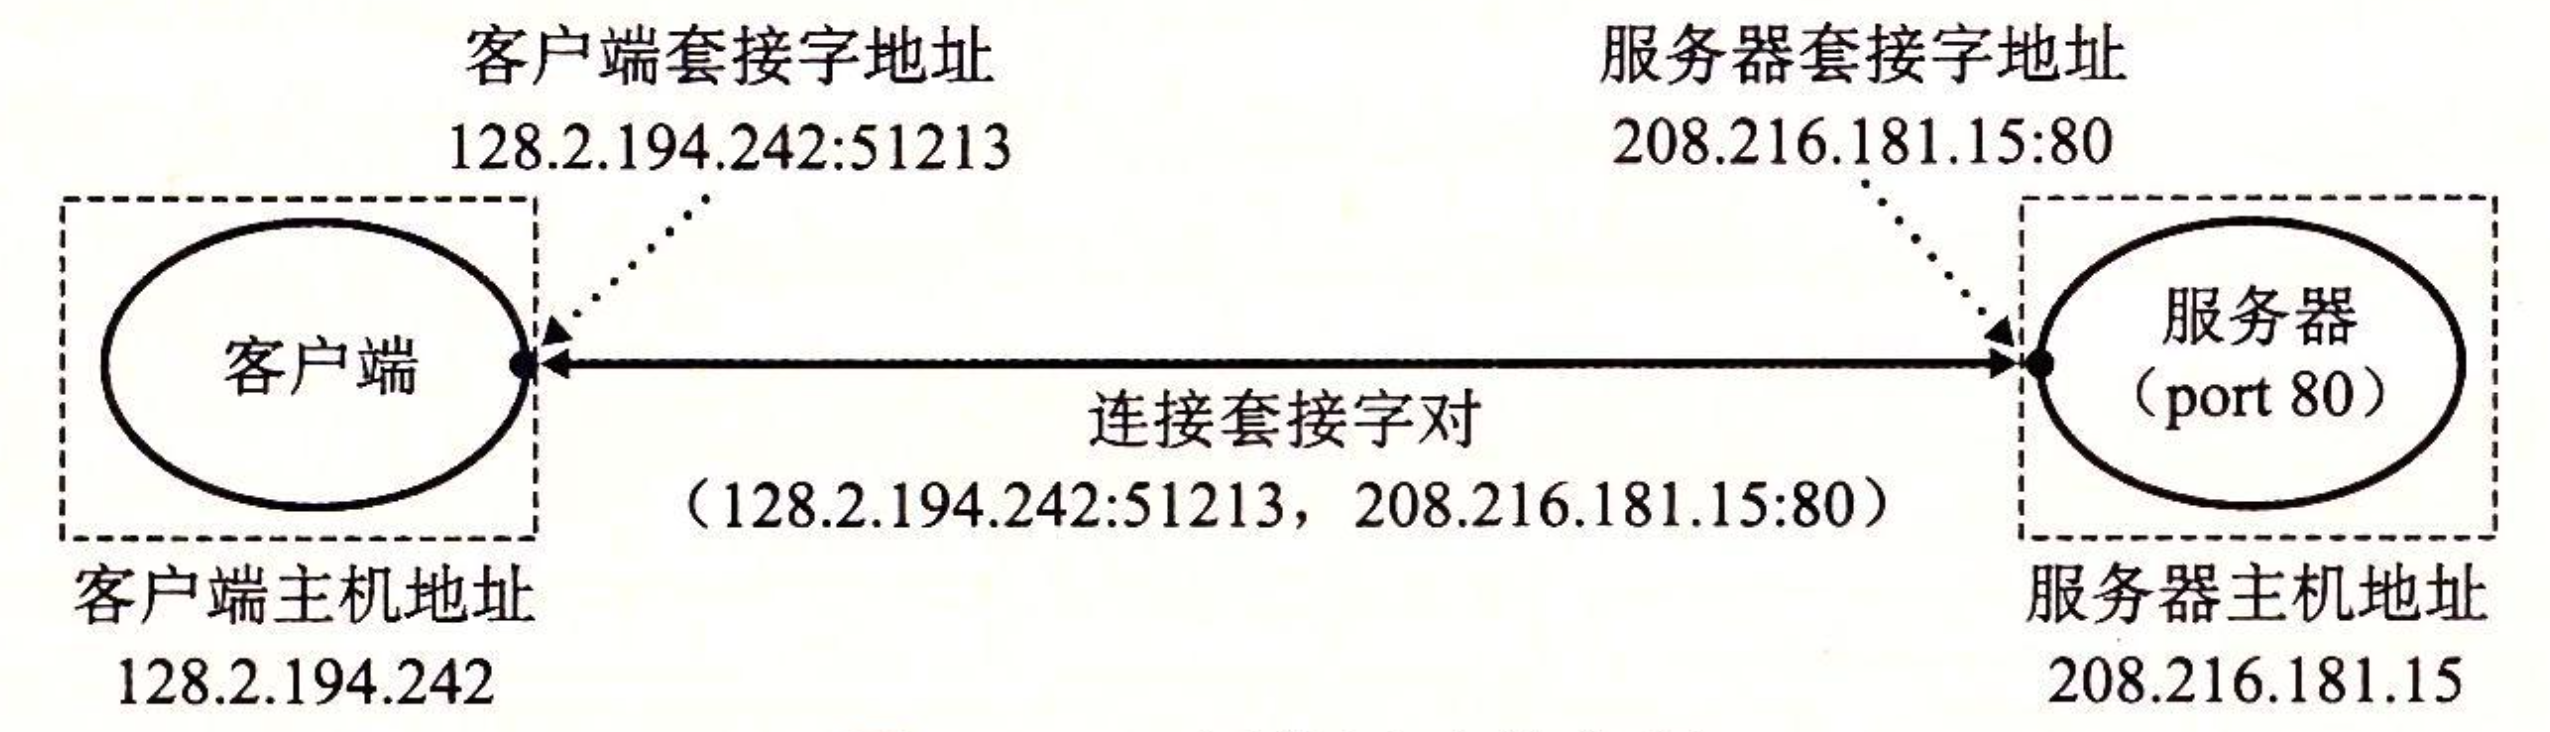 客户端套接字地址
128.2.194.242:51213
服务器套接字地址
208.216.181.15:80
客户端
服务器
（port 80）
连接套接字对
（128.2.194.242:51213，208.216.181.15:80）
客户端主机地址
128.2.194.242
服务器主机地址
208.216.181.15